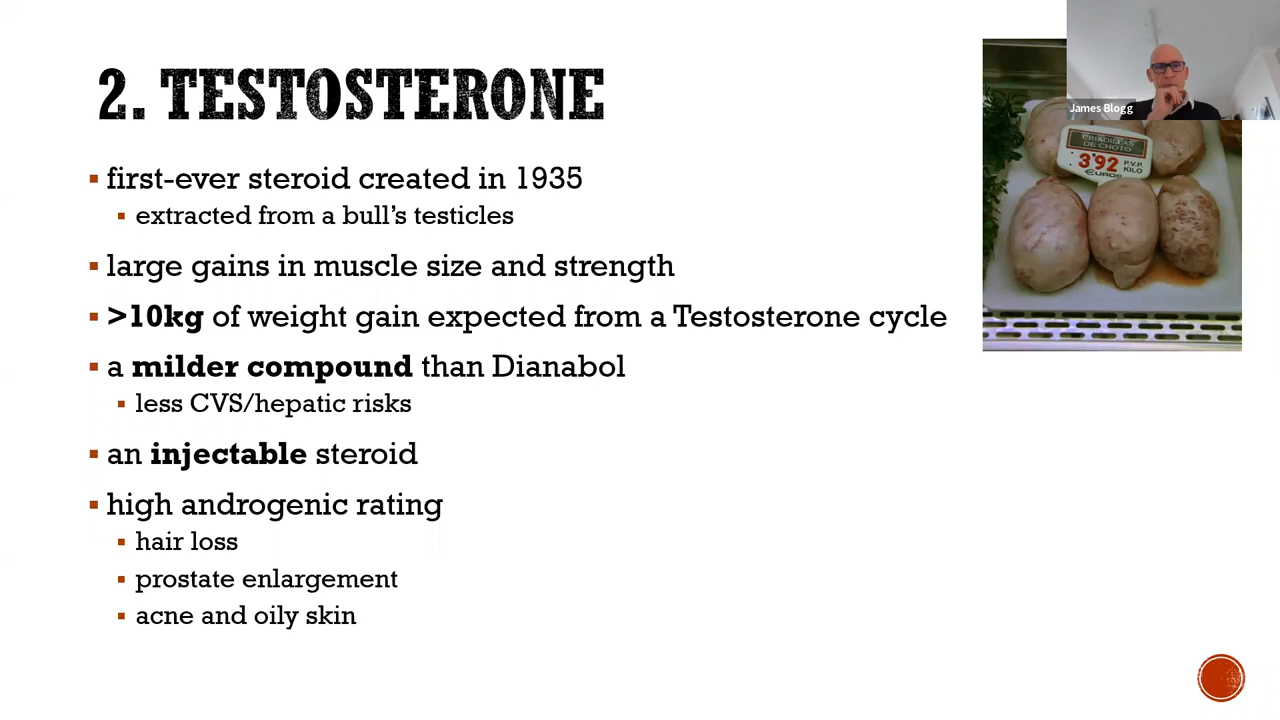 2. TESTOSTERONE
first-ever steroid created in 1935
extracted from a bull's testicles
large gains in muscle size and strength
>10kg of weight gain expected from a Testosterone cycle
a milder compound than Dianabol
less CVS/hepatic risks
an injectable steroid
high androgenic rating
hair loss
prostate enlargement
acne and oily skin
James Blogg
CRIADILLAS
DE CHOTO
3'92 P.V.P. KILO
EUROS